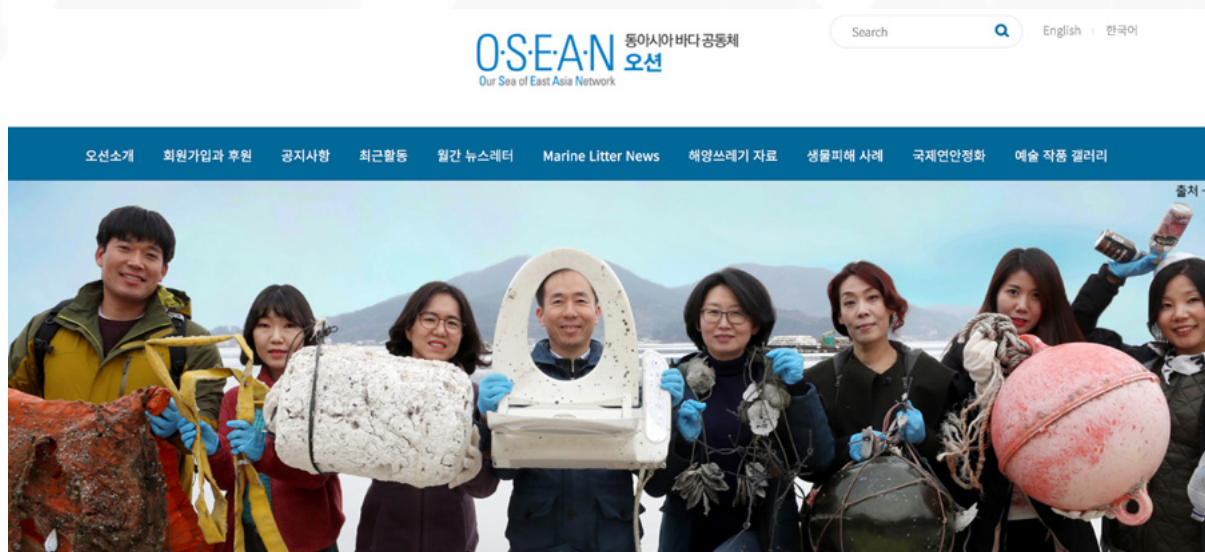 O·S·E·A·N 동아시아 바다 공동체
오션
Our Sea of East Asia Network
Search
English
한국어
오션소개 회원가입과 후원 공지사항 최근활동 월간 뉴스레터 Marine Litter News 해양쓰레기 자료 생물피해 사례 국제연안정화 예술 작품 갤러리
출처 -